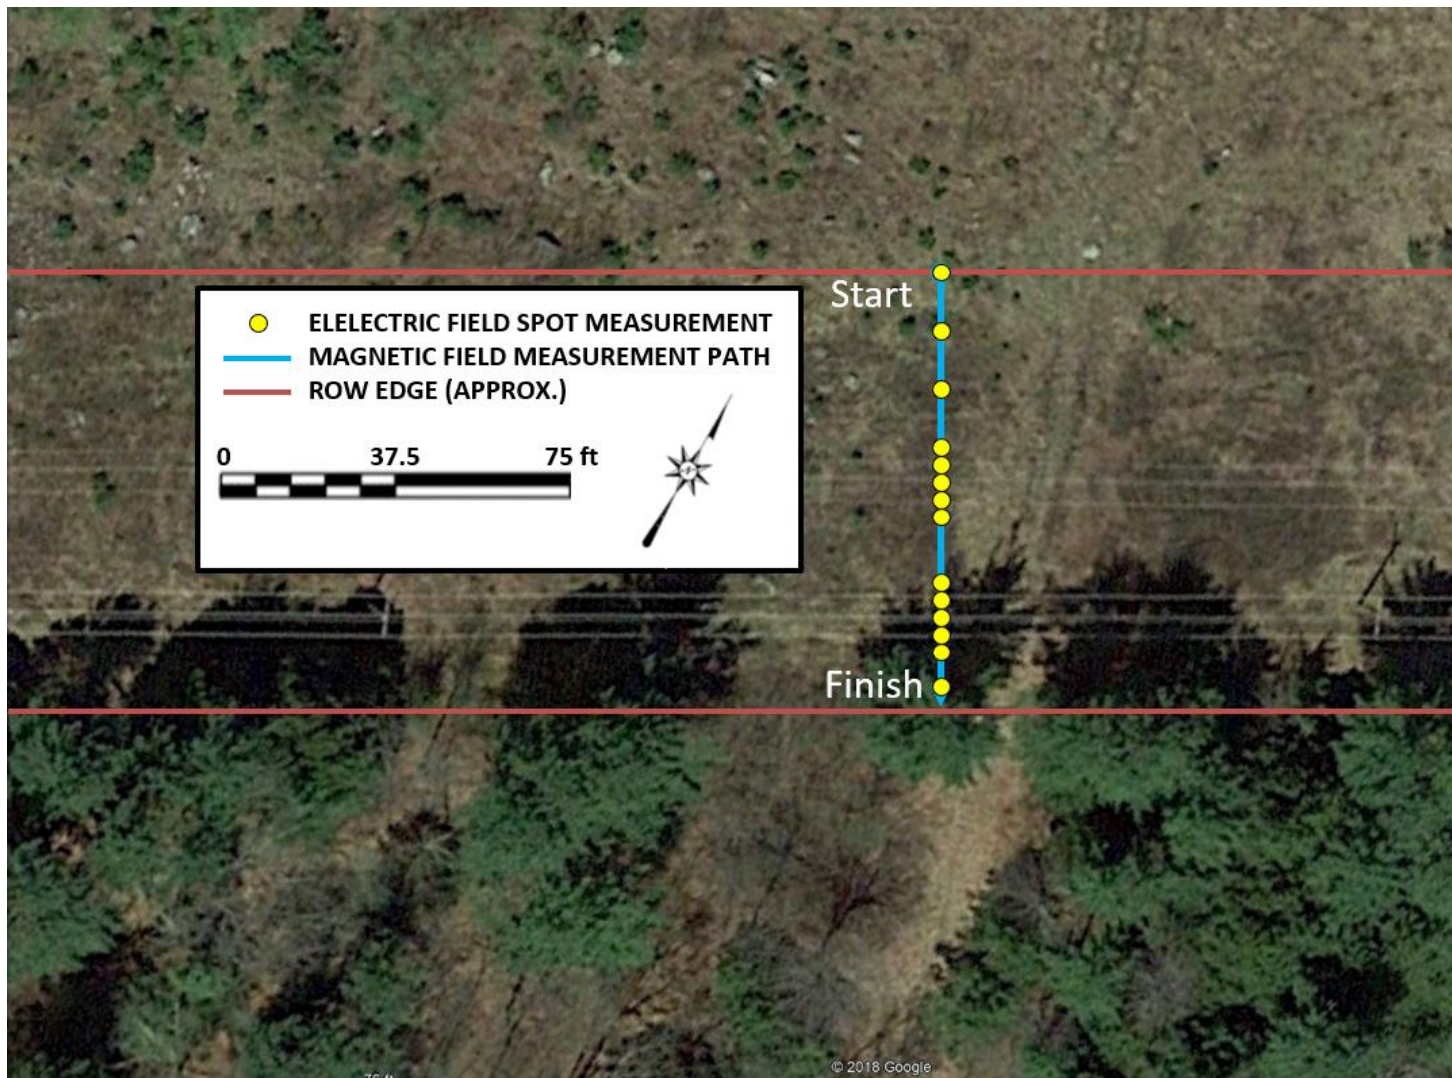 Start
ELELECTRIC FIELD SPOT MEASUREMENT
MAGNETIC FIELD MEASUREMENT PATH
ROW EDGE (APPROX.)
0 37.5 75 ft
Finish
© 2018 Google